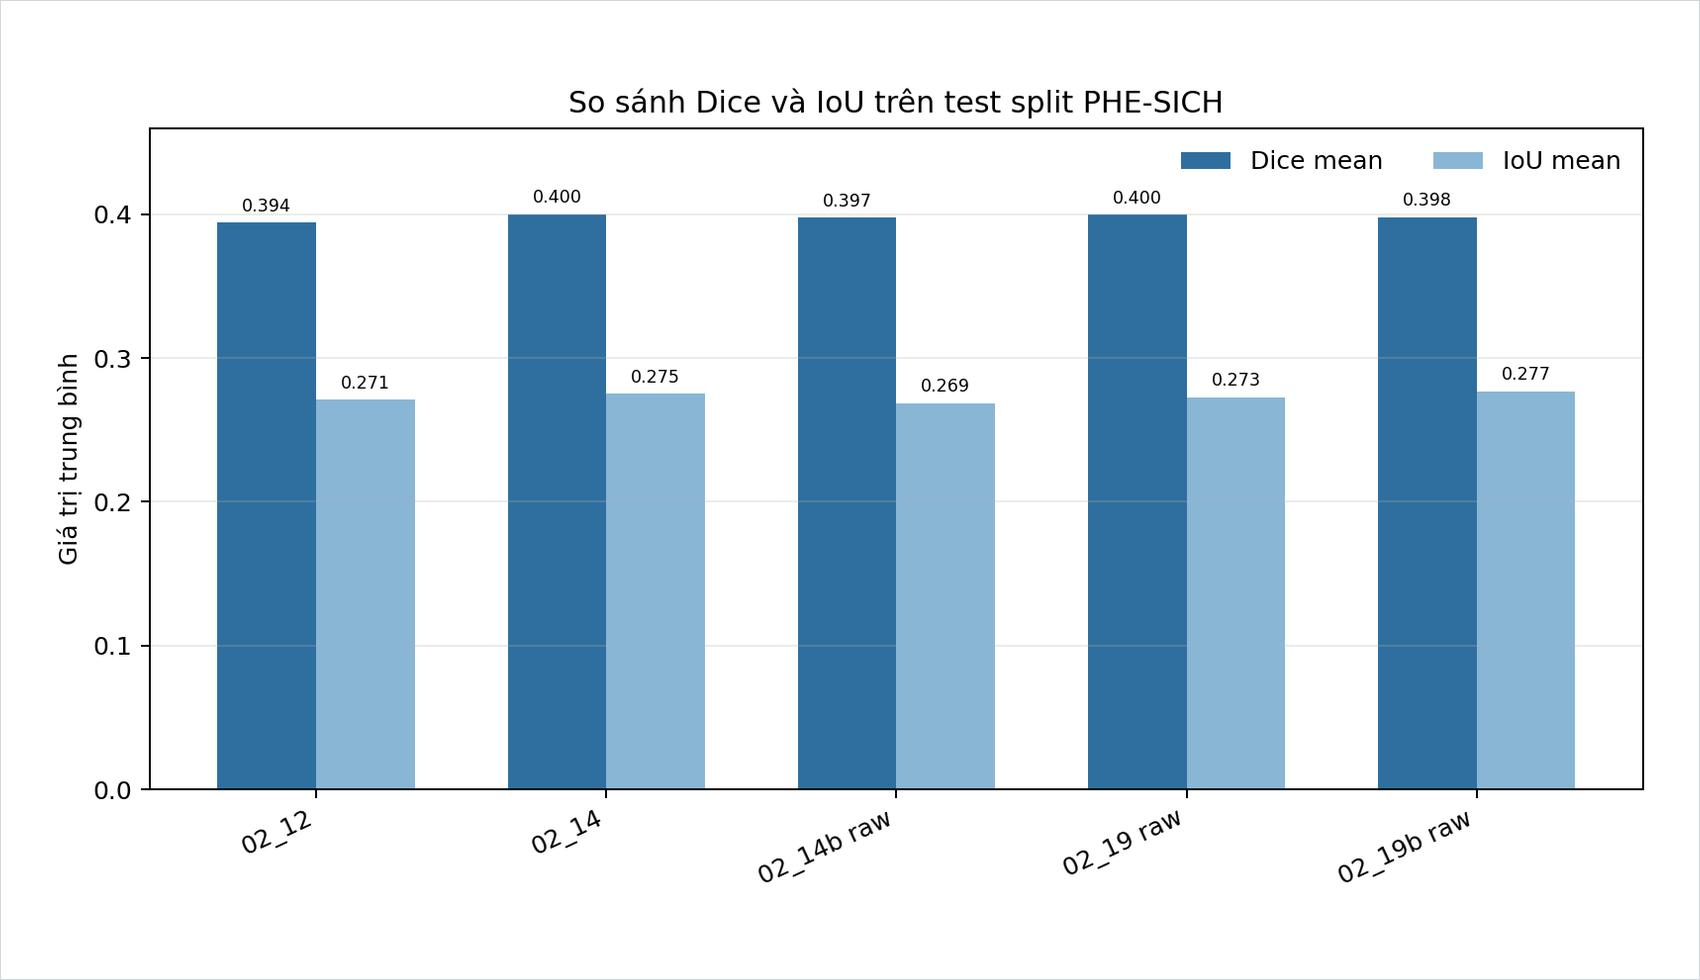 So sánh Dice và IoU trên test split PHE-SICH
Dice mean
IoU mean
Giá trị trung bình
0.4
0.3
0.2
0.1
0.0
0.394
0.271
0.400
0.275
0.397
0.269
0.400
0.273
0.398
0.277
02_12
02_14
02_14b raw
02_19 raw
02_19b raw